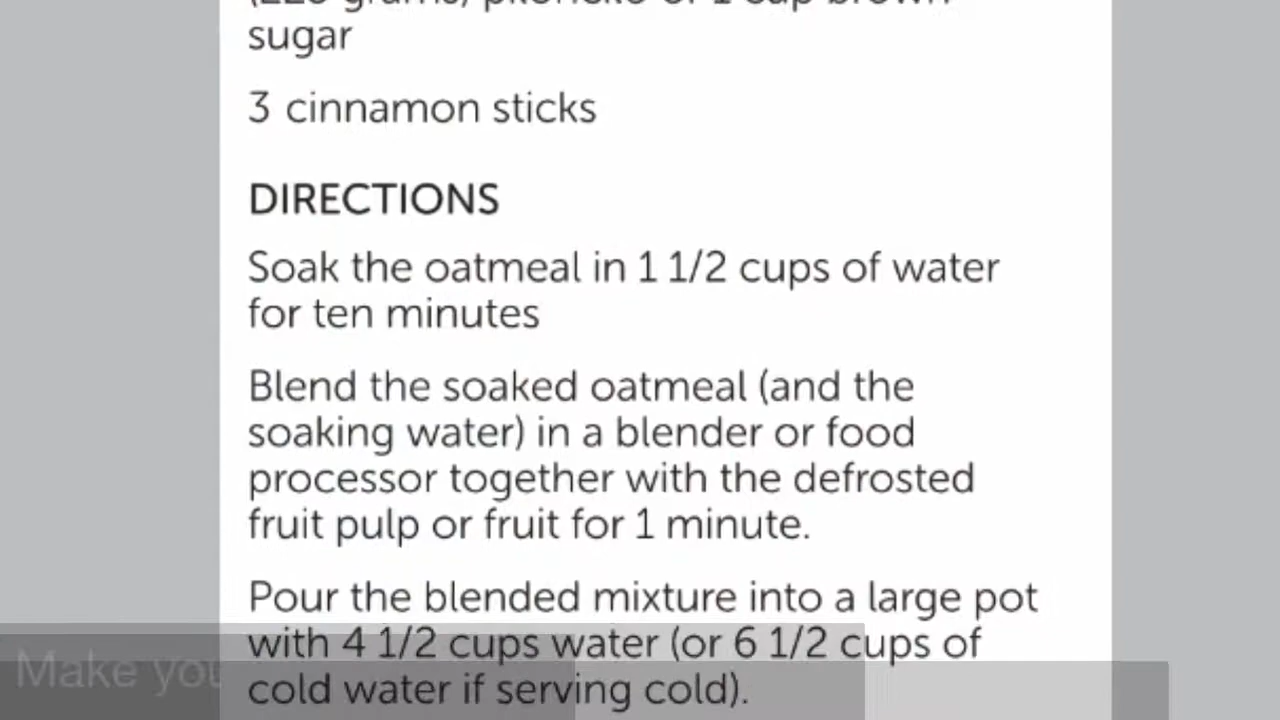 sugar
3 cinnamon sticks
DIRECTIONS
Soak the oatmeal in 1 1/2 cups of water
for ten minutes
Blend the soaked oatmeal (and the
soaking water) in a blender or food
processor together with the defrosted
fruit pulp or fruit for 1 minute.
Pour the blended mixture into a large pot
with 4 1/2 cups water (or 6 1/2 cups of
cold water if serving cold).
Make you